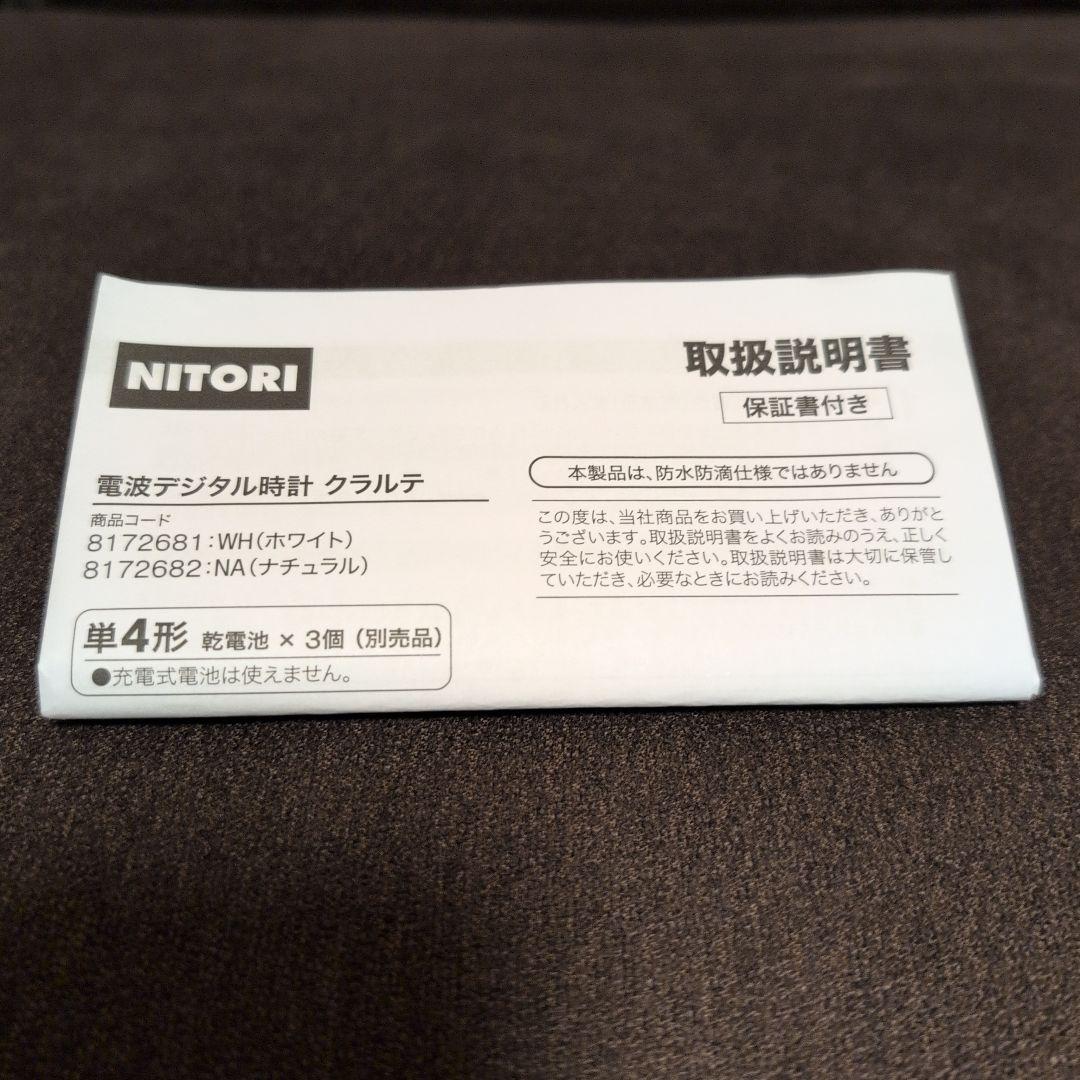 NITORI
取扱説明書
保証書付き
電波デジタル時計 クラルテ
商品コード
8172681:WH(ホワイト)
8172682:NA(ナチュラル)
単4形 乾電池 × 3個 (別売品)
●充電式電池は使えません。
本製品は、防水防滴仕様ではありません
この度は、当社商品をお買い上げいただき、ありがと
うございます。取扱説明書をよくお読みのうえ、正しく
安全にお使いください。取扱説明書は大切に保管し
ていただき、必要なときにお読みください。